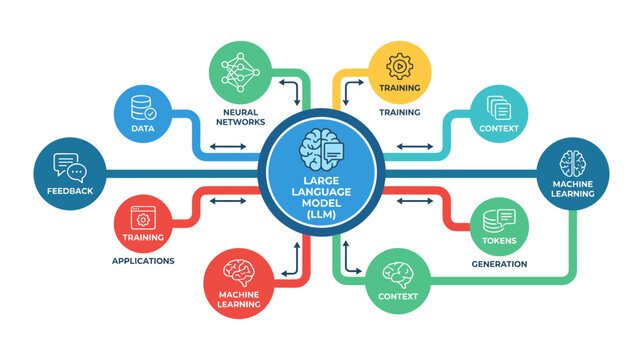 NEURAL
NETWORKS
TRAINING
TRAINING
DATA
CONTEXT
FEEDBACK
LARGE
LANGUAGE
MODEL
(LLM)
MACHINE
LEARNING
TRAINING
APPLICATIONS
TOKENS
GENERATION
MACHINE
LEARNING
CONTEXT